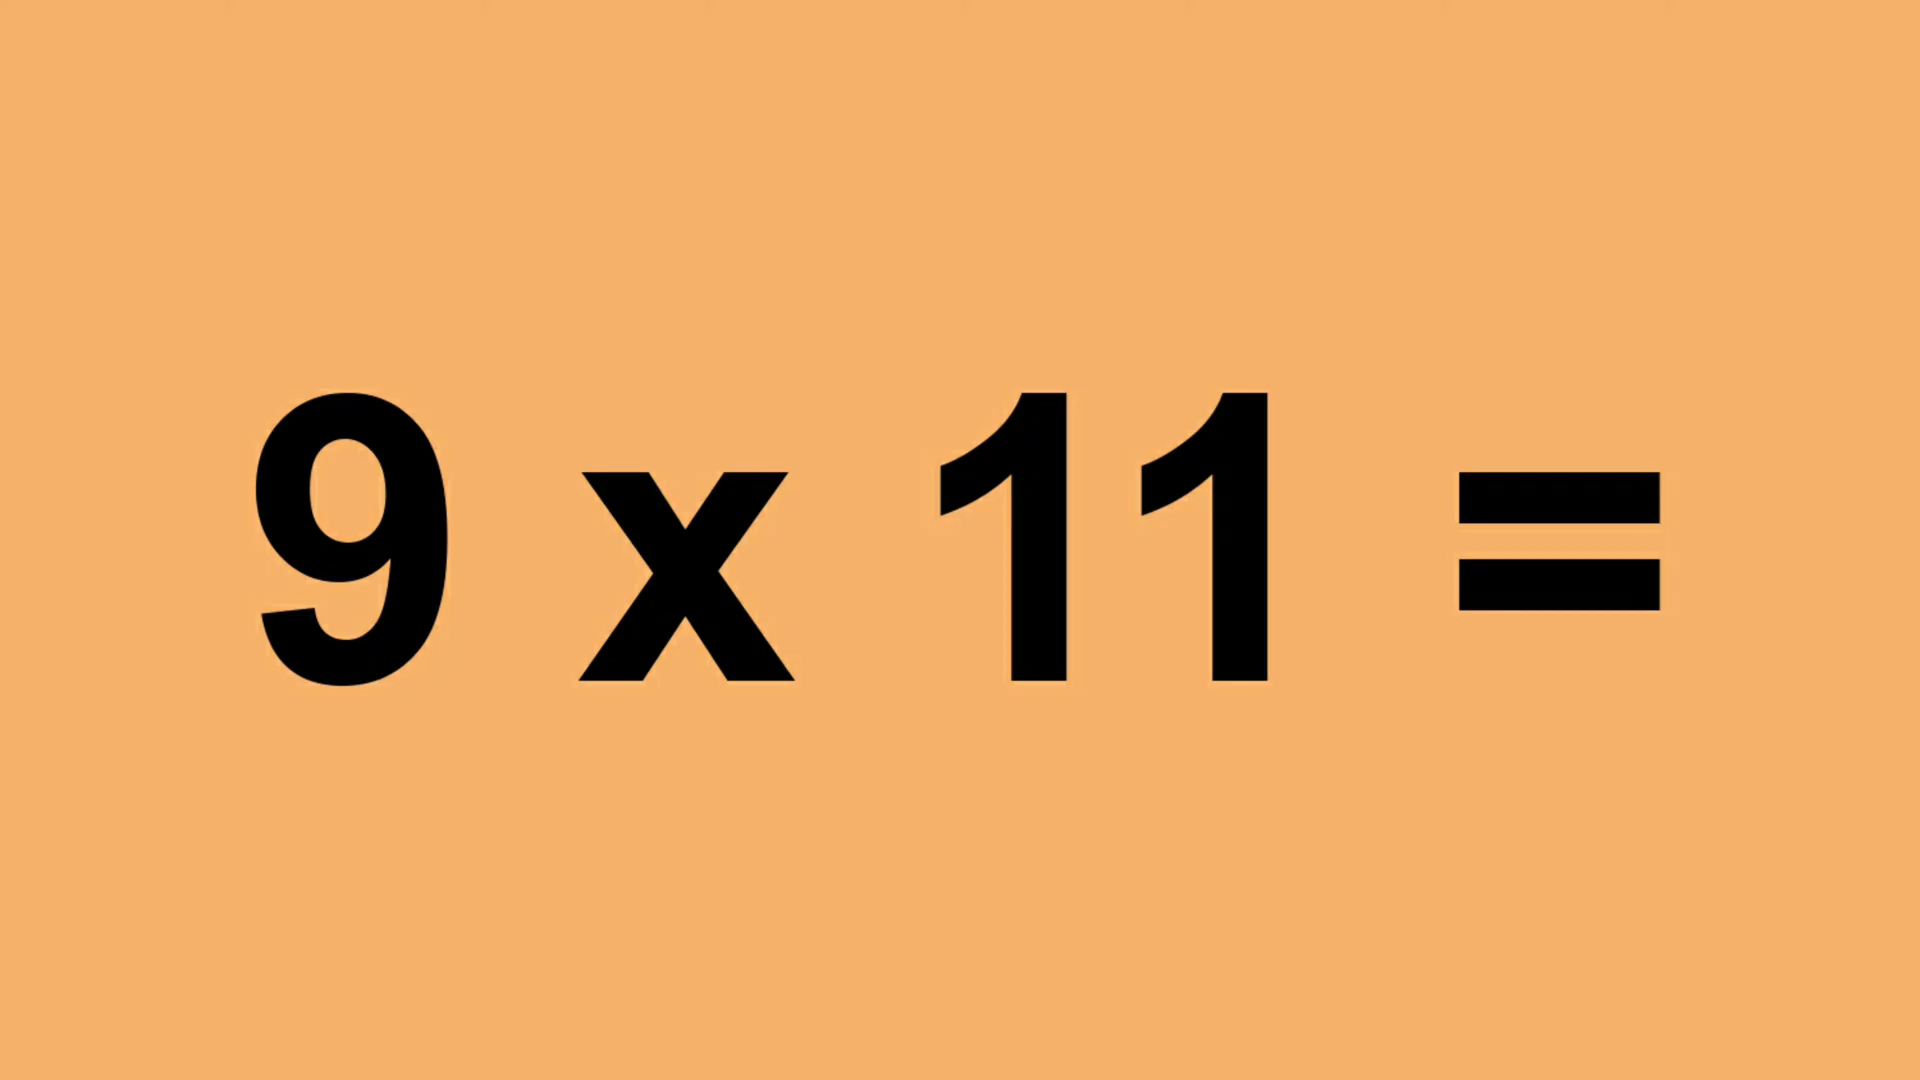 9 x 11 =